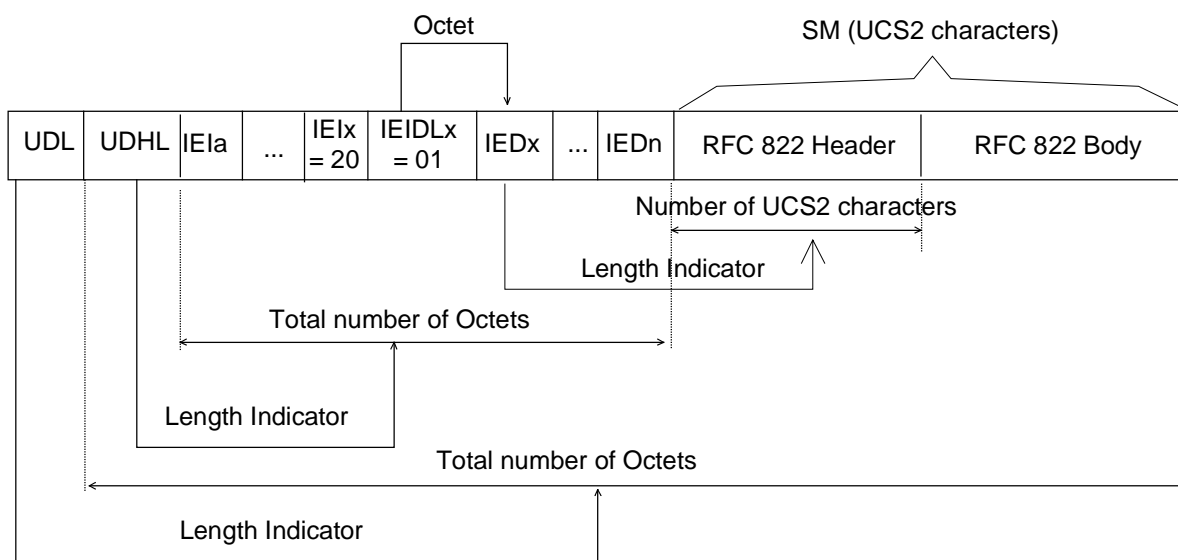 Octet
SM (UCS2 characters)
UDL UDHL IEIa ... IEIx = 20 IEIDLx = 01 IEDx ... IEDn RFC 822 Header RFC 822 Body
Number of UCS2 characters
Length Indicator
Total number of Octets
Length Indicator
Total number of Octets
Length Indicator